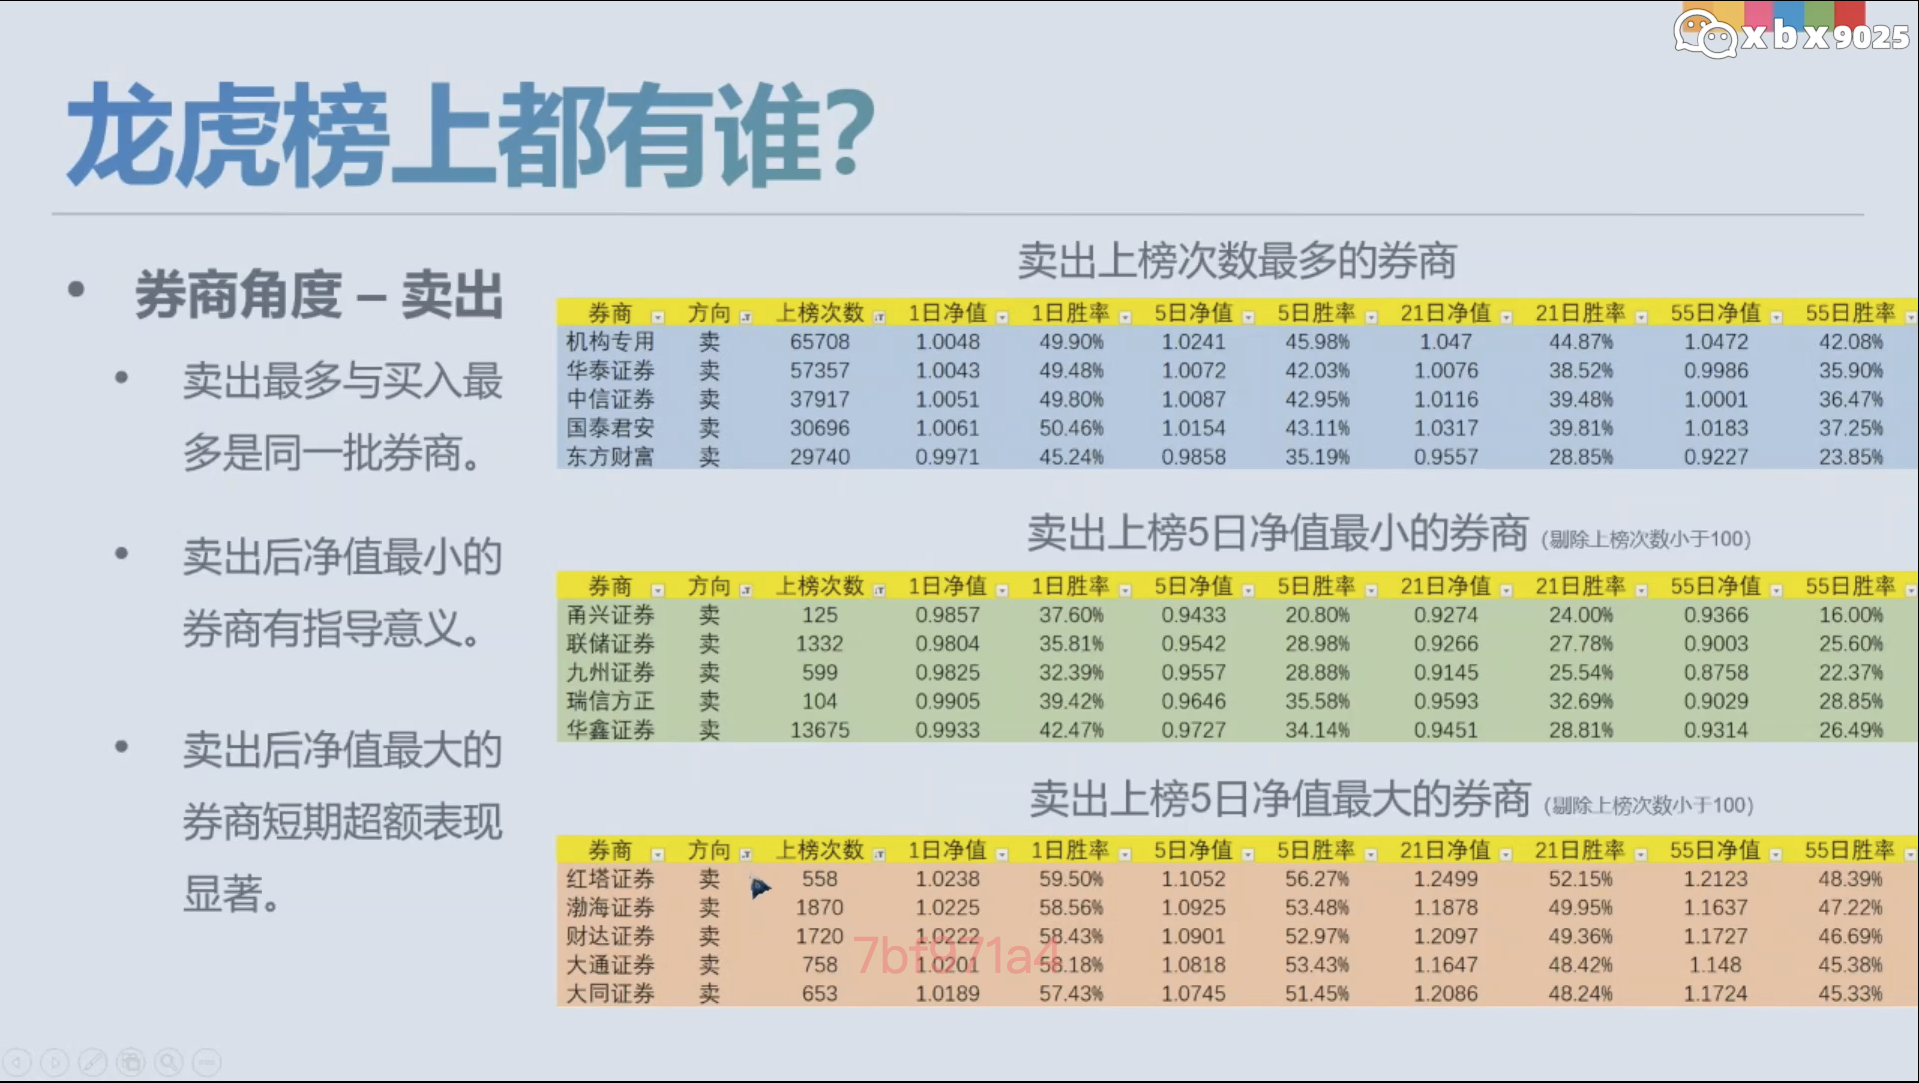 xbx9025
龙虎榜上都有谁?
• 券商角度 – 卖出
• 卖出最多与买入最
多是同一批券商。
• 卖出后净值最小的
券商有指导意义。
• 卖出后净值最大的
券商短期超额表现
显著。
卖出上榜次数最多的券商
券商 方向 上榜次数 1日净值 1日胜率 5日净值 5日胜率 21日净值 21日胜率 55日净值 55日胜率
机构专用 卖 65708 1.0048 49.90% 1.0241 45.98% 1.047 44.87% 1.0472 42.08%
华泰证券 卖 57357 1.0043 49.48% 1.0072 42.03% 1.0076 38.52% 0.9986 35.90%
中信证券 卖 37917 1.0051 49.80% 1.0087 42.95% 1.0116 39.48% 1.0001 36.47%
国泰君安 卖 30696 1.0061 50.46% 1.0154 43.11% 1.0317 39.81% 1.0183 37.25%
东方财富 卖 29740 0.9971 45.24% 0.9858 35.19% 0.9557 28.85% 0.9227 23.85%
卖出上榜5日净值最小的券商 (剔除上榜次数小于100)
券商 方向 上榜次数 1日净值 1日胜率 5日净值 5日胜率 21日净值 21日胜率 55日净值 55日胜率
甬兴证券 卖 125 0.9857 37.60% 0.9433 20.80% 0.9274 24.00% 0.9366 16.00%
联储证券 卖 1332 0.9804 35.81% 0.9542 28.98% 0.9266 27.78% 0.9003 25.60%
九州证券 卖 599 0.9825 32.39% 0.9557 28.88% 0.9145 25.54% 0.8758 22.37%
瑞信方正 卖 104 0.9905 39.42% 0.9646 35.58% 0.9593 32.69% 0.9029 28.85%
华鑫证券 卖 13675 0.9933 42.47% 0.9727 34.14% 0.9451 28.81% 0.9314 26.49%
卖出上榜5日净值最大的券商 (剔除上榜次数小于100)
券商 方向 上榜次数 1日净值 1日胜率 5日净值 5日胜率 21日净值 21日胜率 55日净值 55日胜率
红塔证券 卖 558 1.0238 59.50% 1.1052 56.27% 1.2499 52.15% 1.2123 48.39%
渤海证券 卖 1870 1.0225 58.56% 1.0925 53.48% 1.1878 49.95% 1.1637 47.22%
财达证券 卖 1720 1.0222 58.43% 1.0901 52.97% 1.2097 49.36% 1.1727 46.69%
7bf971a4
大通证券 卖 758 1.0201 58.18% 1.0818 53.43% 1.1647 48.42% 1.148 45.38%
大同证券 卖 653 1.0189 57.43% 1.0745 51.45% 1.2086 48.24% 1.1724 45.33%